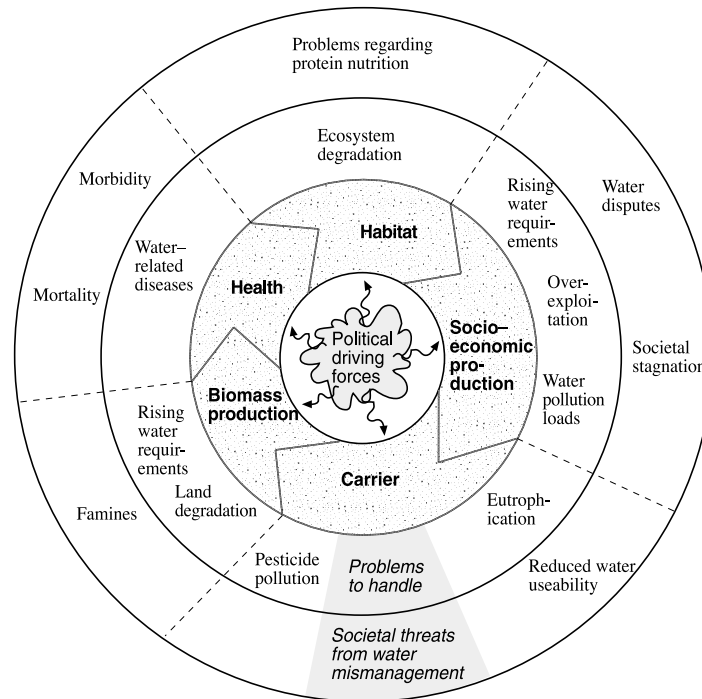 Problems regarding
protein nutrition
Ecosystem
degradation
Morbidity
Mortality
Water–
related
diseases
Rising
water
requir-
ements
Water
disputes
Over-
exploi-
tation
Societal
stagnation
Water
pollution
loads
Habitat
Health
Socio–
economic
pro-
duction
Political
driving
forces
Biomass
production
Carrier
Rising
water
requir-
ements
Land
degradation
Famines
Pesticide
pollution
Eutroph-
ication
Reduced water
useability
Problems
to handle
Societal threats
from water
mismanagement